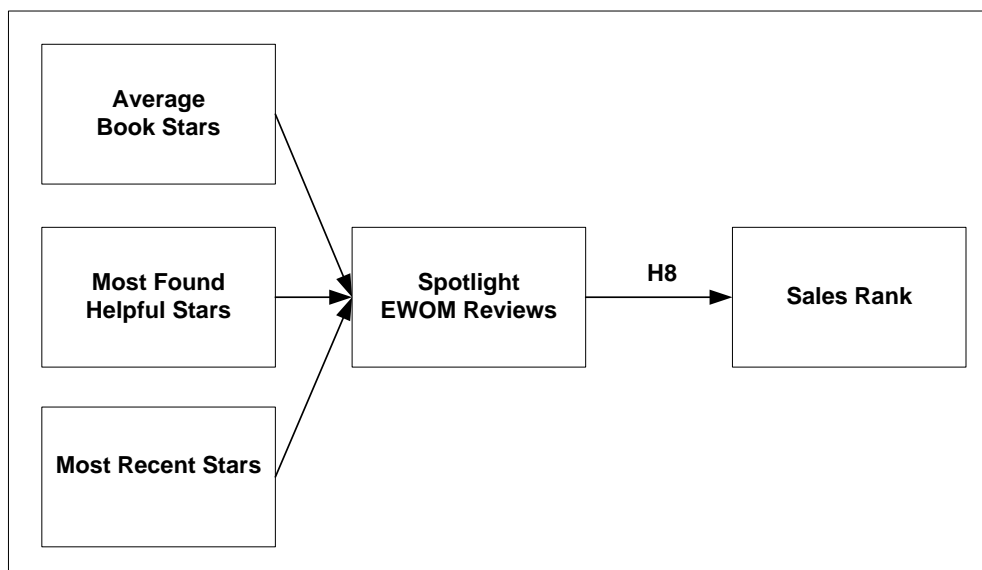 Average
Book Stars
Most Found
Helpful Stars
Most Recent Stars
Spotlight
EWOM Reviews
H8
Sales Rank